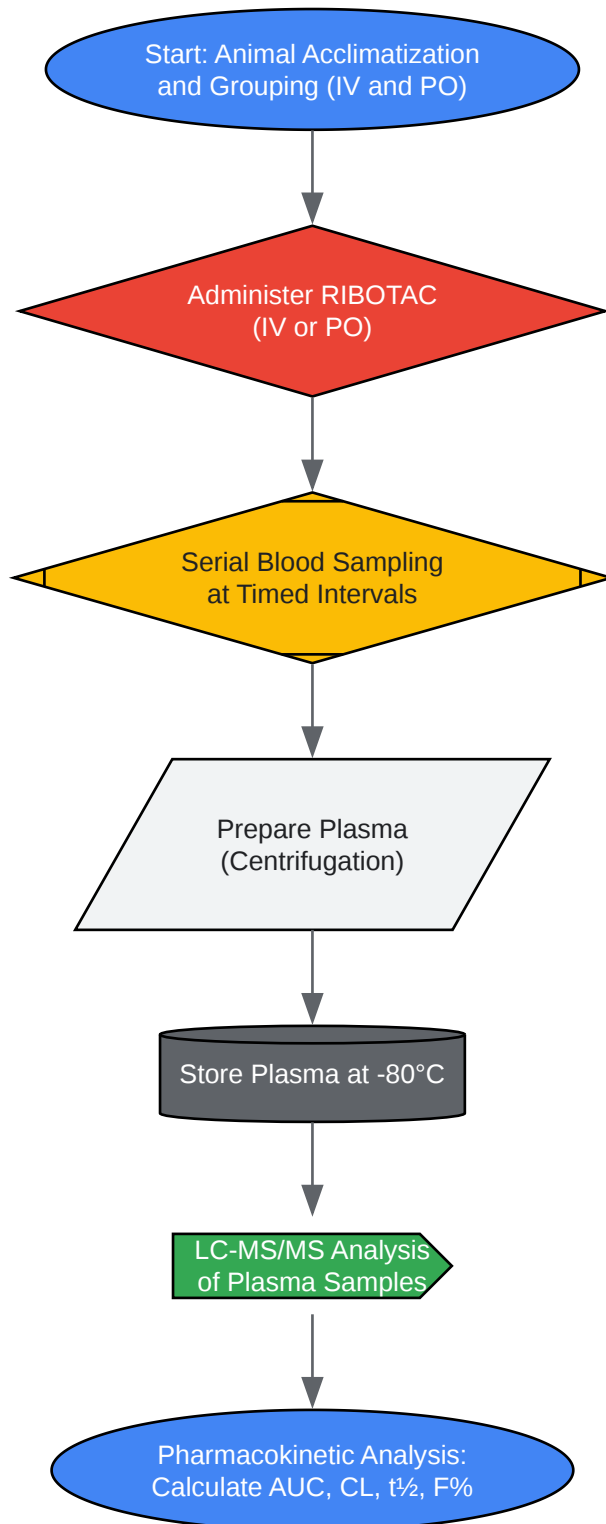 Start: Animal Acclimatization
and Grouping (IV and PO)
Administer RIBOTAC
(IV or PO)
Serial Blood Sampling
at Timed Intervals
Prepare Plasma
(Centrifugation)
Store Plasma at -80°C
LC-MS/MS Analysis
of Plasma Samples
Pharmacokinetic Analysis:
Calculate AUC, CL, t½, F%